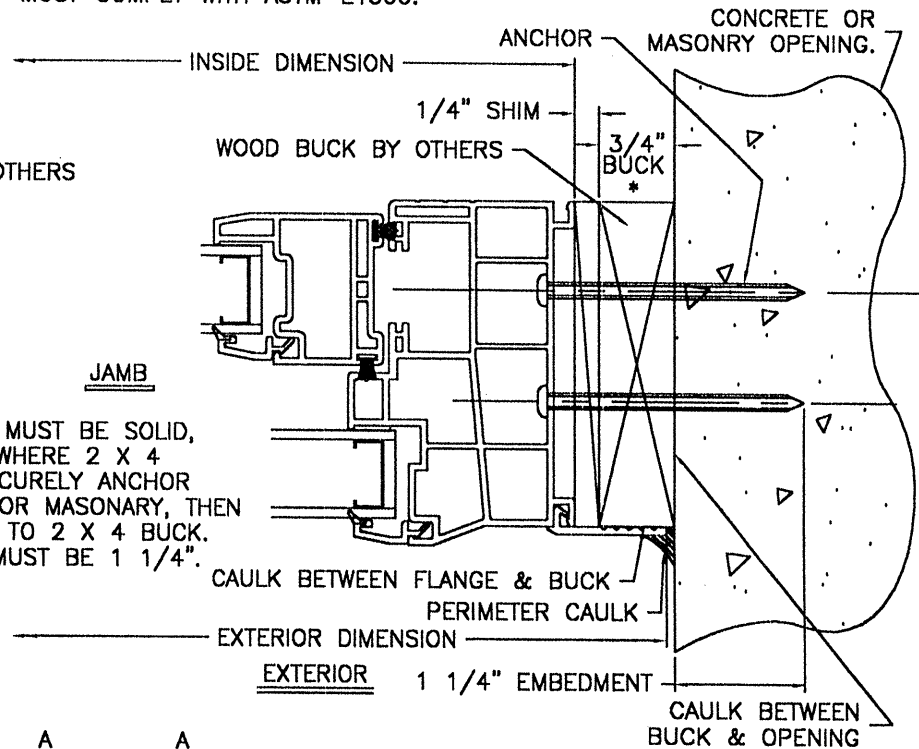 MUST COMPLY WITH ASTM E1300.
CONCRETE OR
MASONRY OPENING.
ANCHOR
INSIDE DIMENSION
1/4" SHIM
3/4"
BUCK
*
WOOD BUCK BY OTHERS
OTHERS
JAMB
MUST BE SOLID,
WHERE 2 X 4
CURELY ANCHOR
OR MASONARY, THEN
TO 2 X 4 BUCK.
MUST BE 1 1/4".
CAULK BETWEEN FLANGE & BUCK
PERIMETER CAULK
EXTERIOR DIMENSION
EXTERIOR
1 1/4" EMBEDMENT
CAULK BETWEEN
BUCK & OPENING
A A